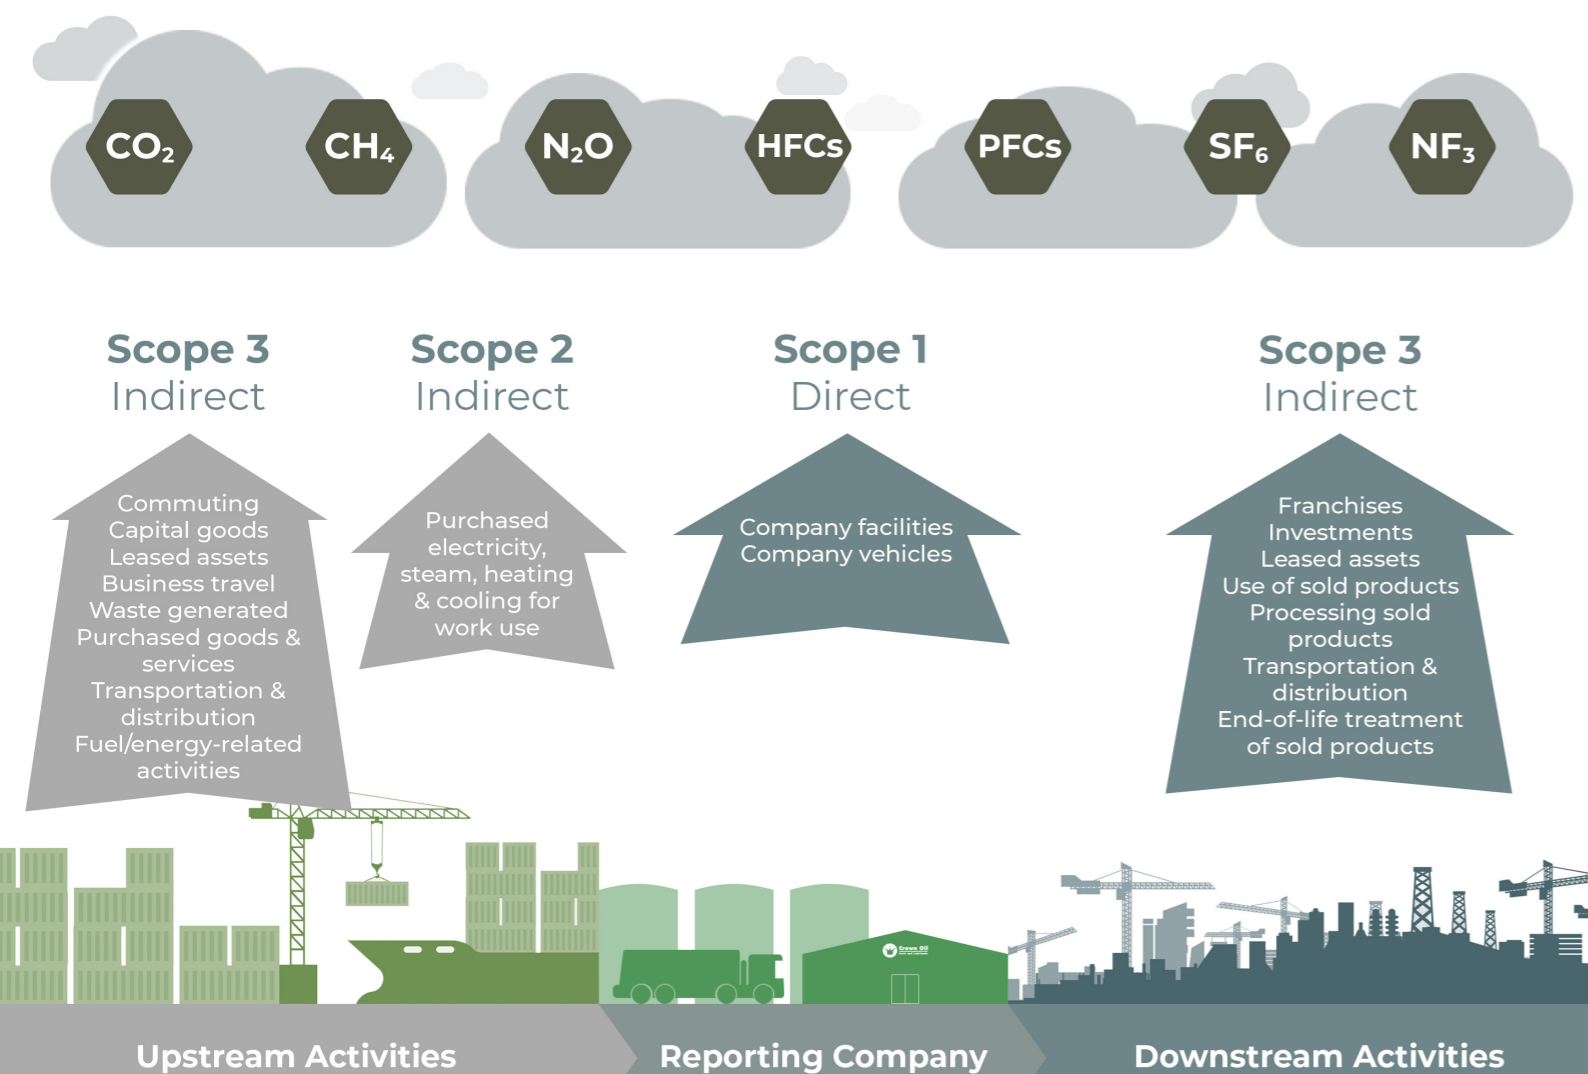 CO₂
CH₄
N₂O
HFCs
PFCs
SF₆
NF₃
Scope 3
Indirect
Scope 2
Indirect
Scope 1
Direct
Scope 3
Indirect
Commuting
Capital goods
Leased assets
Business travel
Waste generated
Purchased goods &
services
Transportation &
distribution
Fuel/energy-related
activities
Purchased
electricity,
steam, heating
& cooling for
work use
Company facilities
Company vehicles
Franchises
Investments
Leased assets
Use of sold products
Processing sold
products
Transportation &
distribution
End-of-life treatment
of sold products
Crown Oil
Upstream Activities
Reporting Company
Downstream Activities